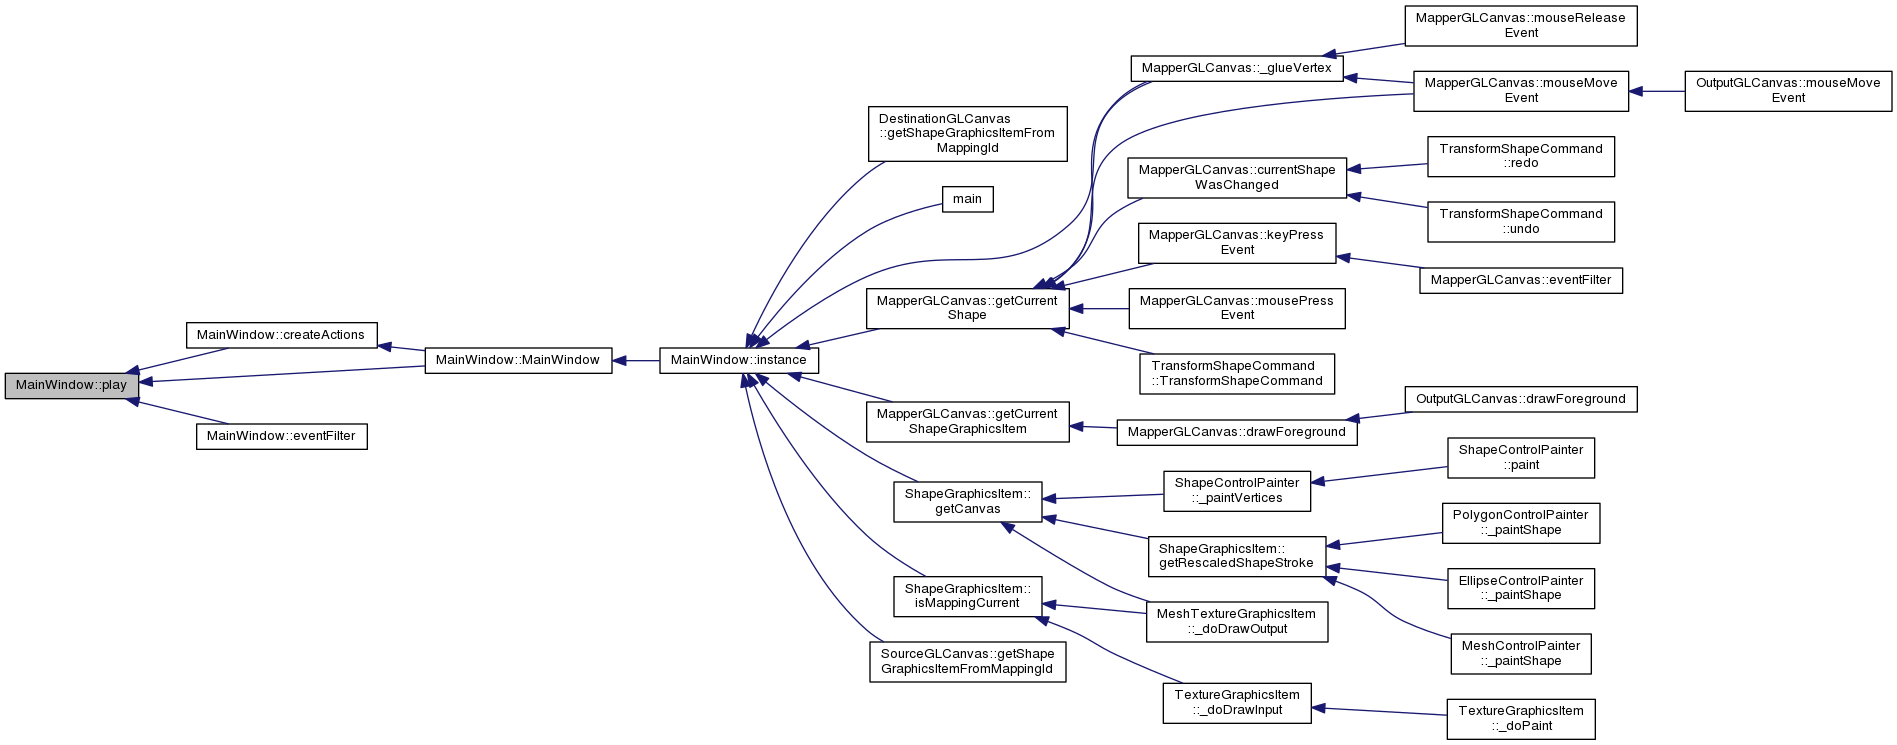 MainWindow::play
MainWindow::createActions
MainWindow::eventFilter
MainWindow::MainWindow
MainWindow::instance
DestinationGLCanvas
::getShapeGraphicsItemFrom
MappingId
main
MapperGLCanvas::getCurrent
Shape
MapperGLCanvas::getCurrent
ShapeGraphicsItem
ShapeGraphicsItem::
getCanvas
ShapeGraphicsItem::
isMappingCurrent
SourceGLCanvas::getShape
GraphicsItemFromMappingId
MapperGLCanvas::_glueVertex
MapperGLCanvas::currentShape
WasChanged
MapperGLCanvas::keyPress
Event
MapperGLCanvas::mousePress
Event
TransformShapeCommand
::TransformShapeCommand
MapperGLCanvas::drawForeground
ShapeControlPainter
::_paintVertices
ShapeGraphicsItem::
getRescaledShapeStroke
MeshTextureGraphicsItem
::_doDrawOutput
TextureGraphicsItem
::_doDrawInput
MapperGLCanvas::mouseRelease
Event
MapperGLCanvas::mouseMove
Event
TransformShapeCommand
::redo
TransformShapeCommand
::undo
MapperGLCanvas::eventFilter
OutputGLCanvas::drawForeground
ShapeControlPainter
::paint
PolygonControlPainter
::_paintShape
EllipseControlPainter
::_paintShape
MeshControlPainter
::_paintShape
TextureGraphicsItem
::_doPaint
OutputGLCanvas::mouseMove
Event